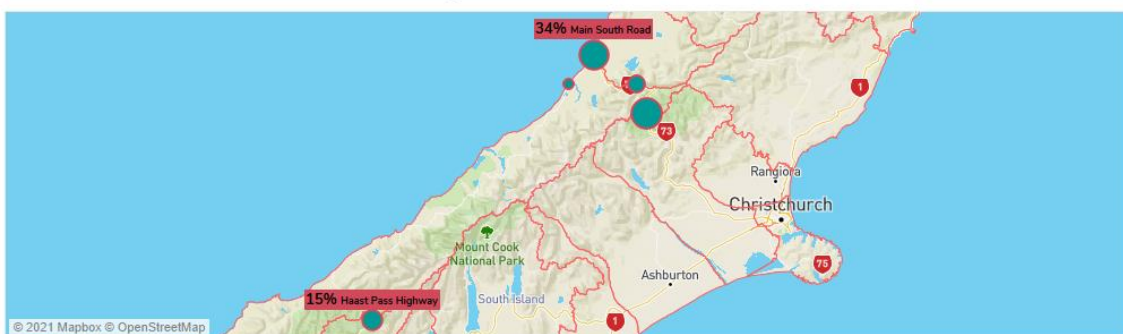 34% Main South Road
1
73
Rangiora
Christchurch
Mount Cook
National Park
75
Ashburton
South Island
15% Haast Pass Highway
1
© 2021 Mapbox © OpenStreetMap